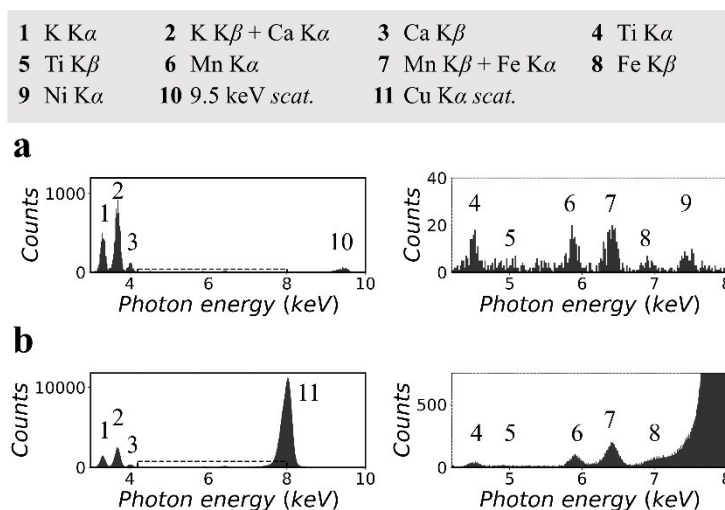 1 K Kα 2 K Kβ + Ca Kα 3 Ca Kβ 4 Ti Kα
5 Ti Kβ 6 Mn Kα 7 Mn Kβ + Fe Kα 8 Fe Kβ
9 Ni Kα 10 9.5 keV scat. 11 Cu Kα scat.
a
Counts
1000
0
1
2
3
10
4 6 8 10
Photon energy (keV)
Counts
40
20
0
4
5
6
7
8
9
5 6 7 8
Photon energy (keV)
b
Counts
10000
0
1
2
3
11
4 6 8 10
Photon energy (keV)
Counts
500
0
4
5
6
7
8
5 6 7 8
Photon energy (keV)